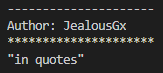 ---------------------
Author: JealousGx
*********************
"in quotes"